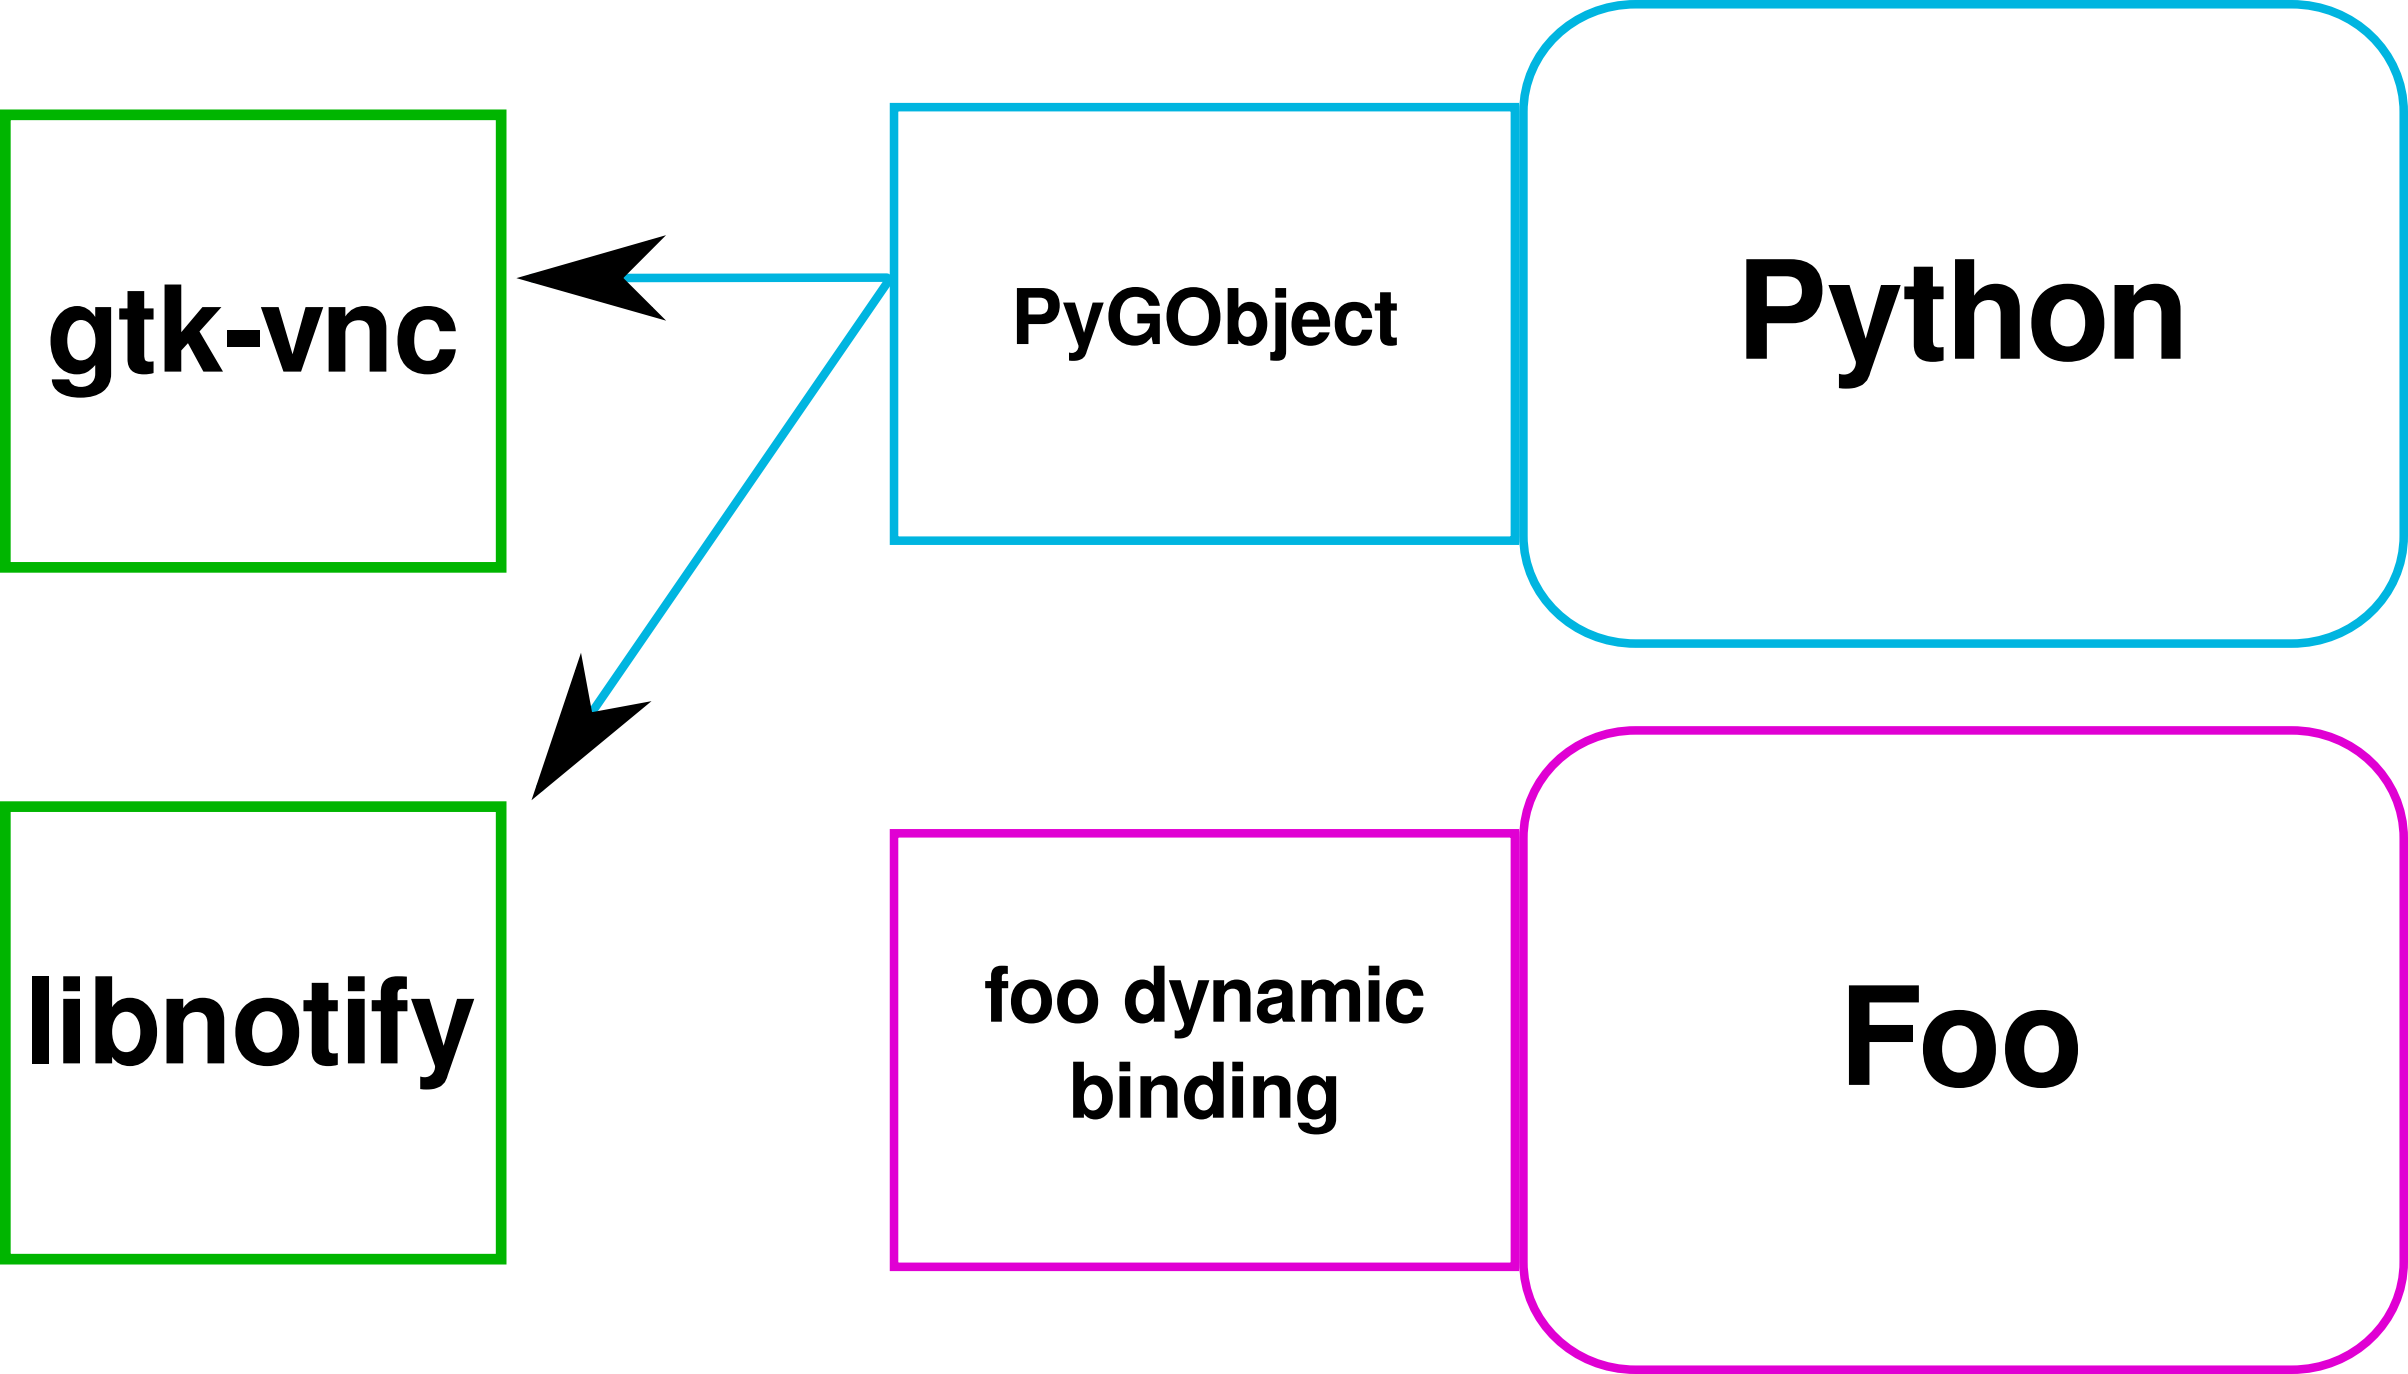 gtk-vnc
PyGObject
Python
libnotify
foo dynamic
binding
Foo